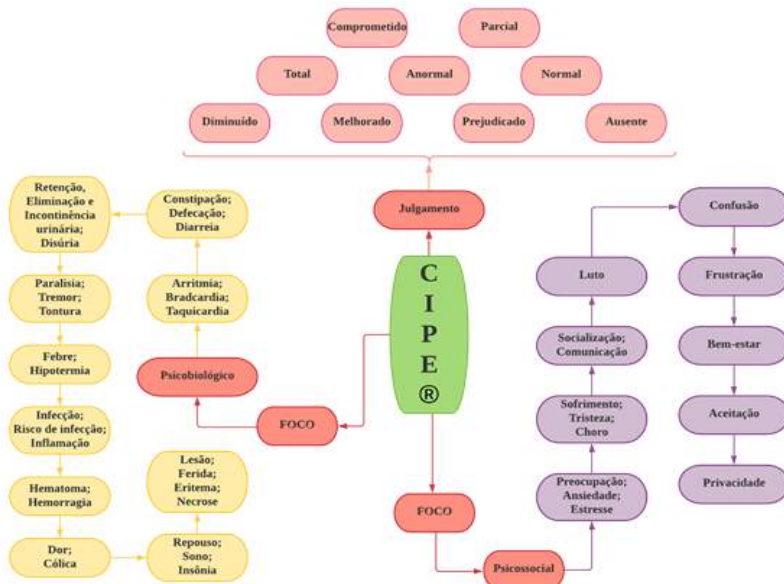 Comprometido
Parcial
Total
Anormal
Normal
Diminuído
Melhorado
Prejudicado
Ausente
Julgamento
CIPE®
FOCO
Psicobiológico
Arritmia;
Bradcardia;
Taquicardia
Constipação;
Defecação;
Diarreia
Retenção,
Eliminação e
Incontinência
urinária;
Disúria
Paralisia;
Tremor;
Tontura
Febre;
Hipotermia
Infecção;
Risco de infecção;
Inflamação
Hematoma;
Hemorragia
Dor;
Cólica
Repouso;
Sono;
Insônia
Lesão;
Ferida;
Eritema;
Necrose
FOCO
Psicossocial
Preocupação;
Ansiedade;
Estresse
Sofrimento;
Tristeza;
Choro
Socialização;
Comunicação
Luto
Confusão
Frustração
Bem-estar
Aceitação
Privacidade